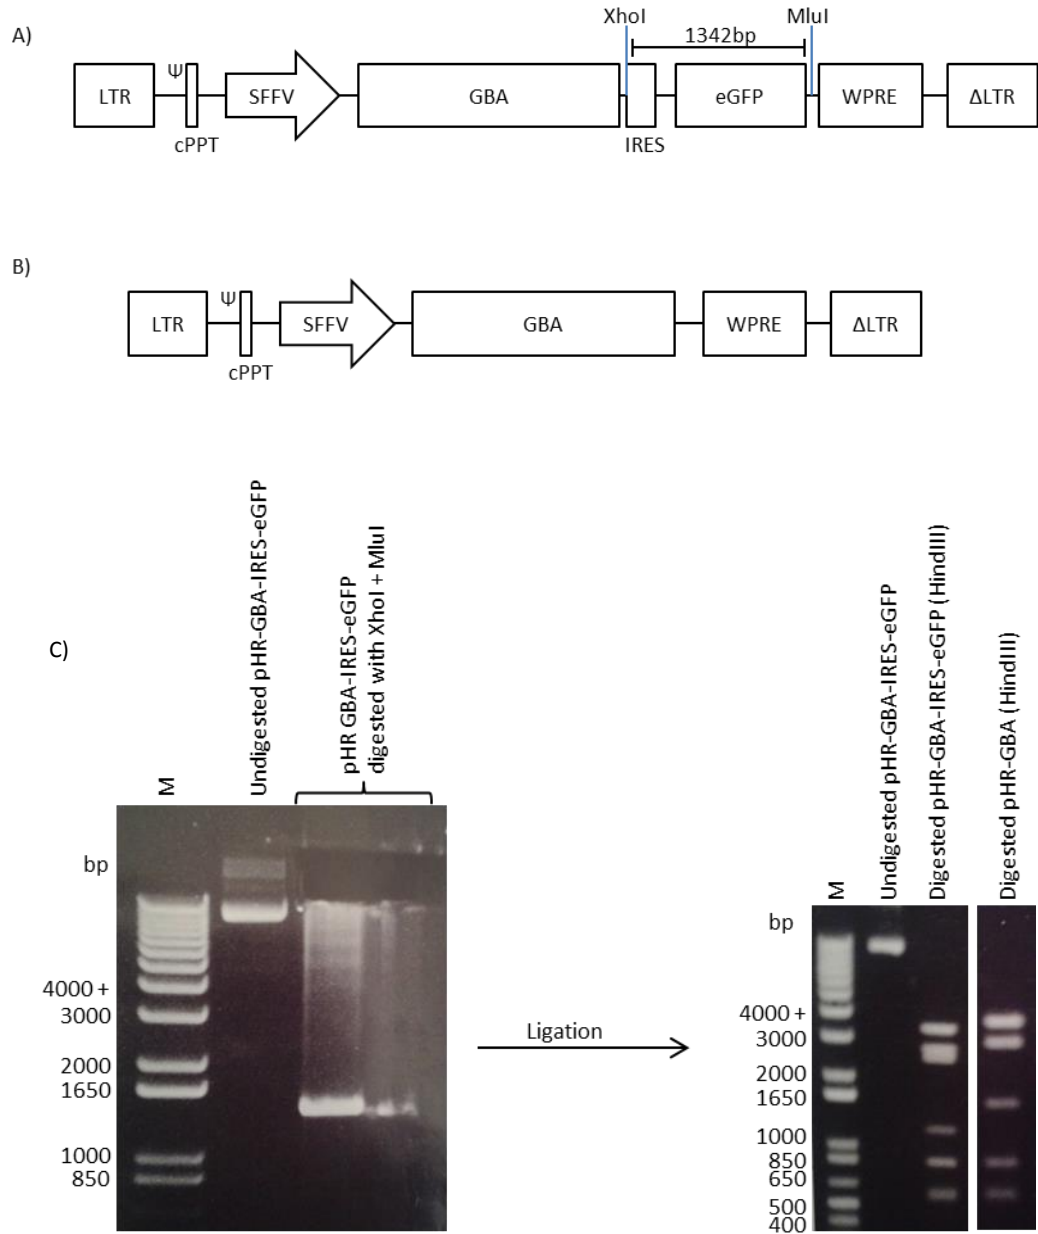 A)
XhoI
MluI
1342bp
LTR
Ψ
cPPT
SFFV
GBA
IRES
eGFP
WPRE
ΔLTR
B)
LTR
Ψ
cPPT
SFFV
GBA
WPRE
ΔLTR
C)
M
Undigested pHR-GBA-IRES-eGFP
pHR GBA-IRES-eGFP
digested with XhoI + MluI
bp
4000 +
3000
2000
1650
1000
850
Ligation
M
Undigested pHR-GBA-IRES-eGFP
Digested pHR-GBA-IRES-eGFP (HindIII)
Digested pHR-GBA (HindIII)
bp
4000 +
3000
2000
1650
1000
850
650
500
400